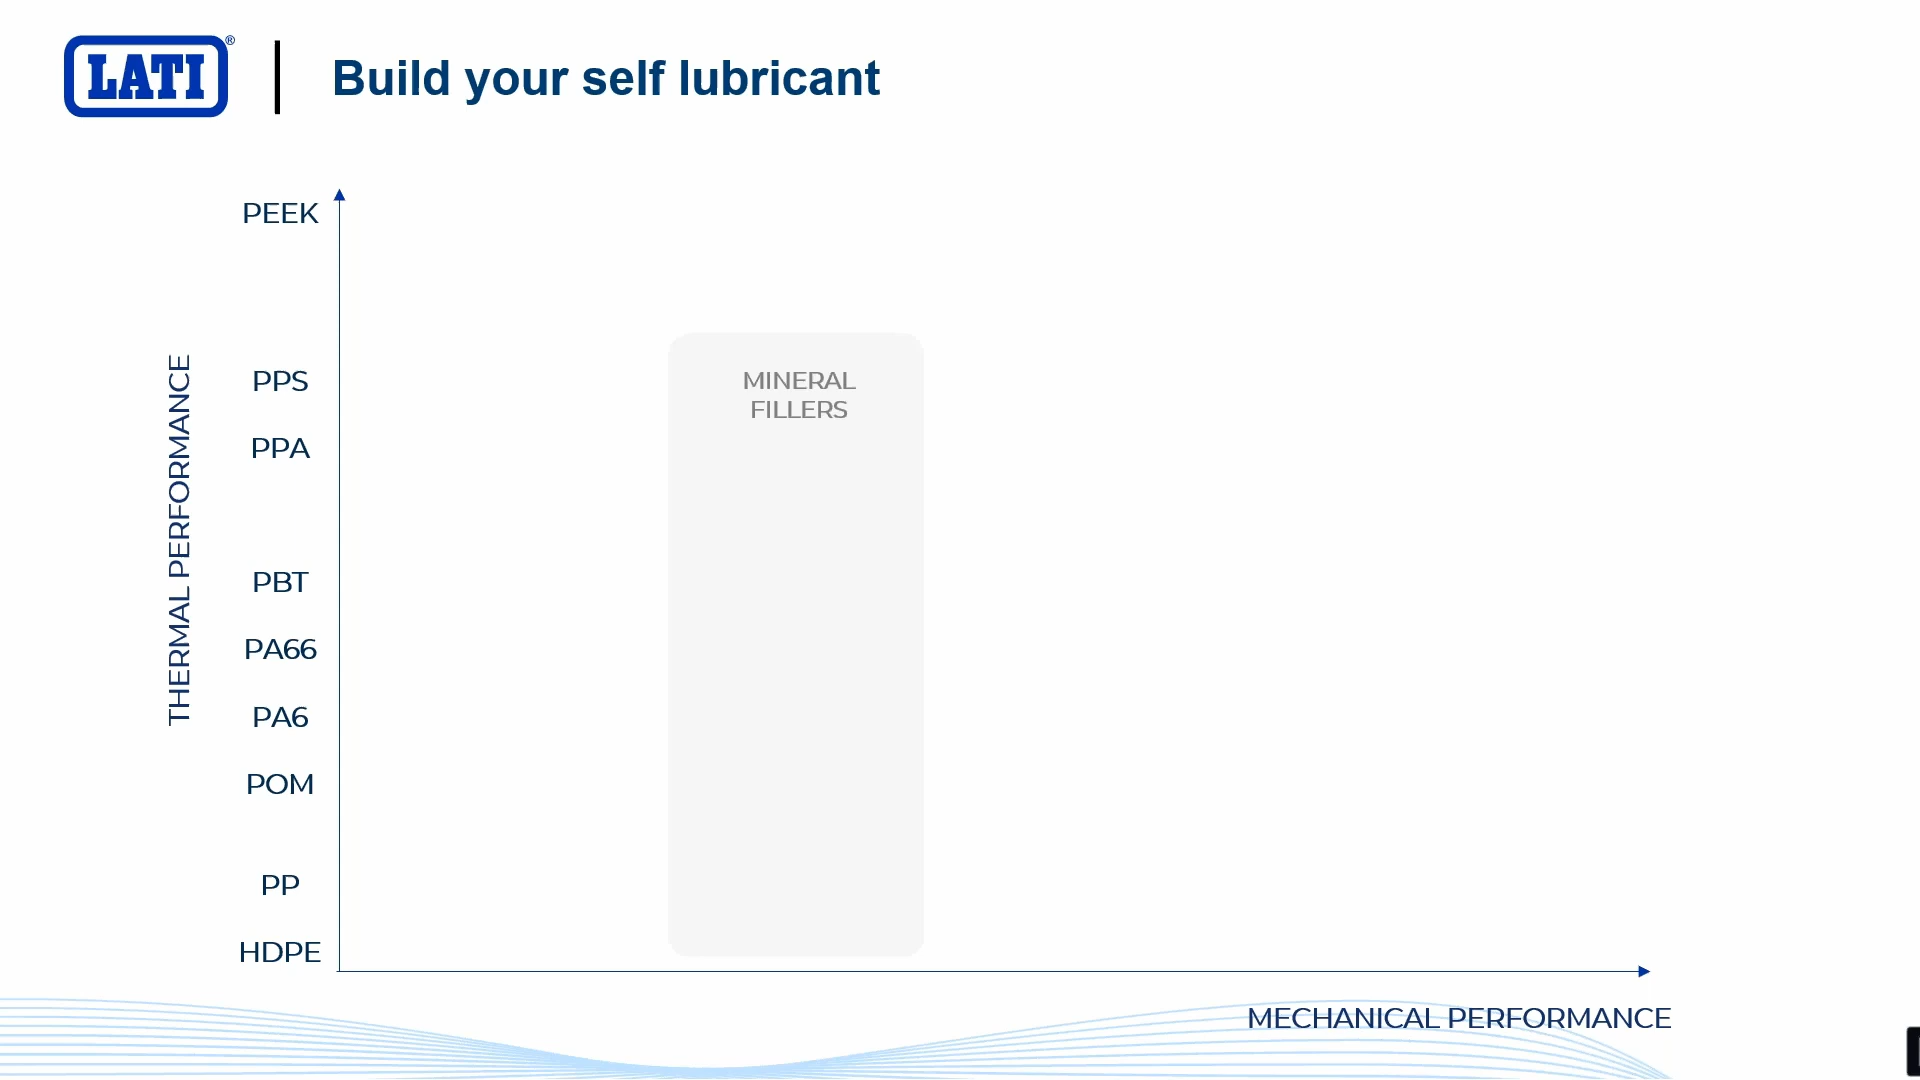 LATI®
Build your self lubricant
THERMAL PERFORMANCE
PEEK
PPS
PPA
PBT
PA66
PA6
POM
PP
HDPE
MINERAL
FILLERS
MECHANICAL PERFORMANCE